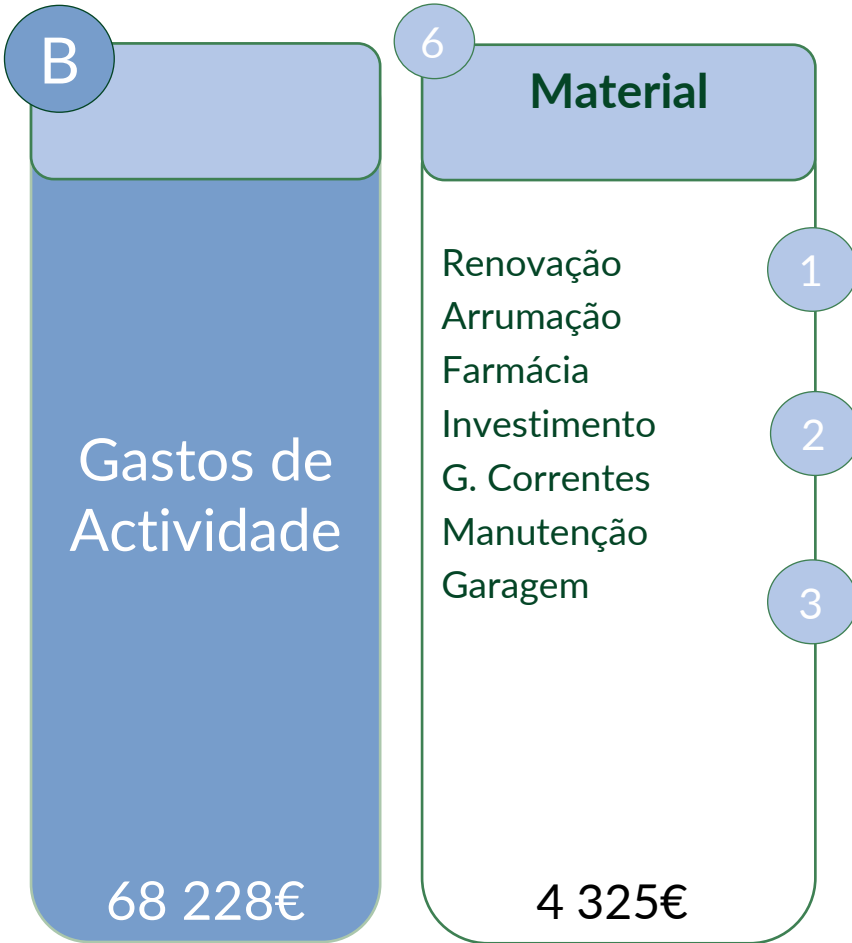 B
Gastos de
Actividade
68 228€
6
Material
Renovação
Arrumação
Farmácia
Investimento
G. Correntes
Manutenção
Garagem
1
2
3
4 325€